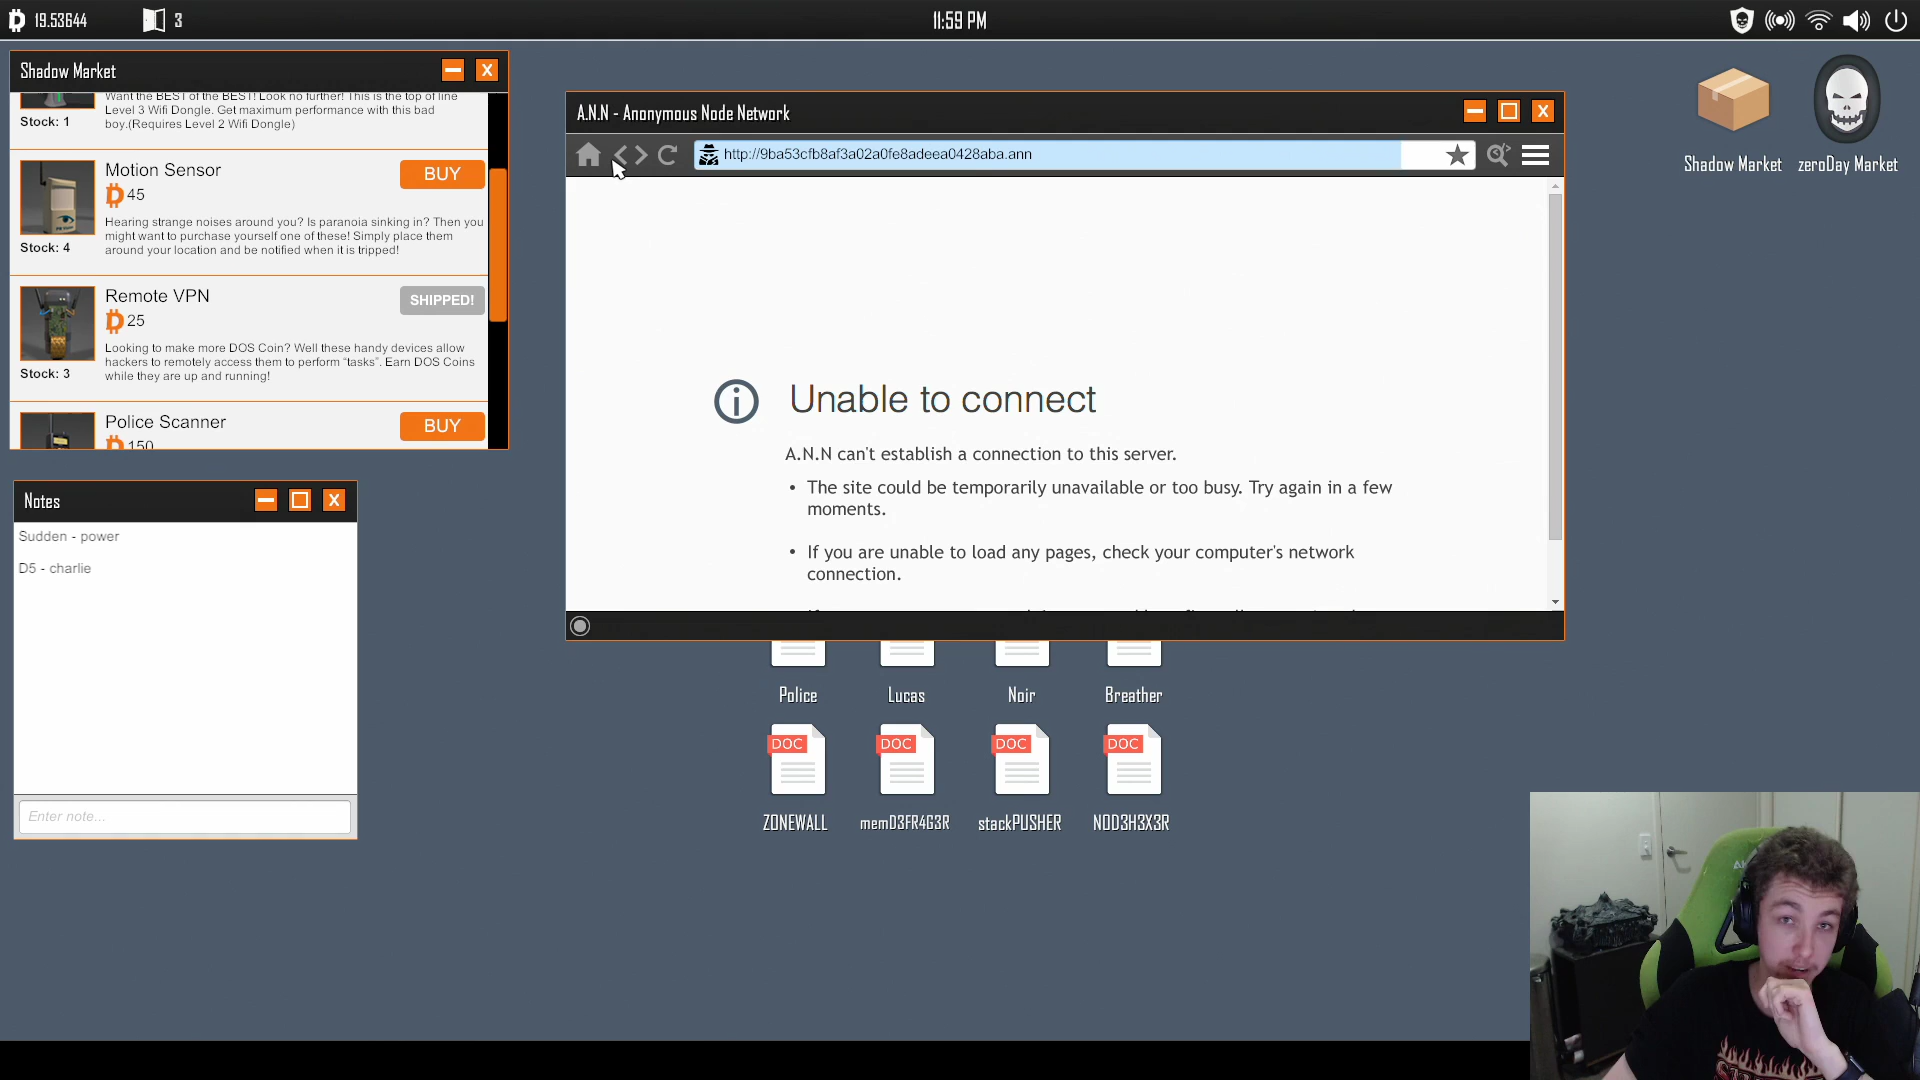 19.53644
3
11:59 PM
Shadow Market
Want the BEST of the BEST! Look no further! This is the top of line
Level 3 Wifi Dongle. Get maximum performance with this bad
boy.(Requires Level 2 Wifi Dongle)
Stock: 1
Motion Sensor
BUY
45
Hearing strange noises around you? Is paranoia sinking in? Then you
might want to purchase yourself one of these! Simply place them
around your location and be notified when it is tripped!
Stock: 4
Remote VPN
SHIPPED!
25
Looking to make more DOS Coin? Well these handy devices allow
hackers to remotely access them to perform "tasks". Earn DOS Coins
while they are up and running!
Stock: 3
Police Scanner
BUY
150
Notes
Sudden - power
D5 - charlie
Enter note...
A.N.N - Anonymous Node Network
http://9ba53cfb8af3a02a0fe8adeea0428aba.ann
Unable to connect
A.N.N can't establish a connection to this server.
• The site could be temporarily unavailable or too busy. Try again in a few
moments.
• If you are unable to load any pages, check your computer's network
connection.
Shadow Market
zeroDay Market
Police
Lucas
Noir
Breather
DOC
DOC
DOC
DOC
ZONEWALL
memD3FR4G3R
stackPUSHER
NOD3H3X3R